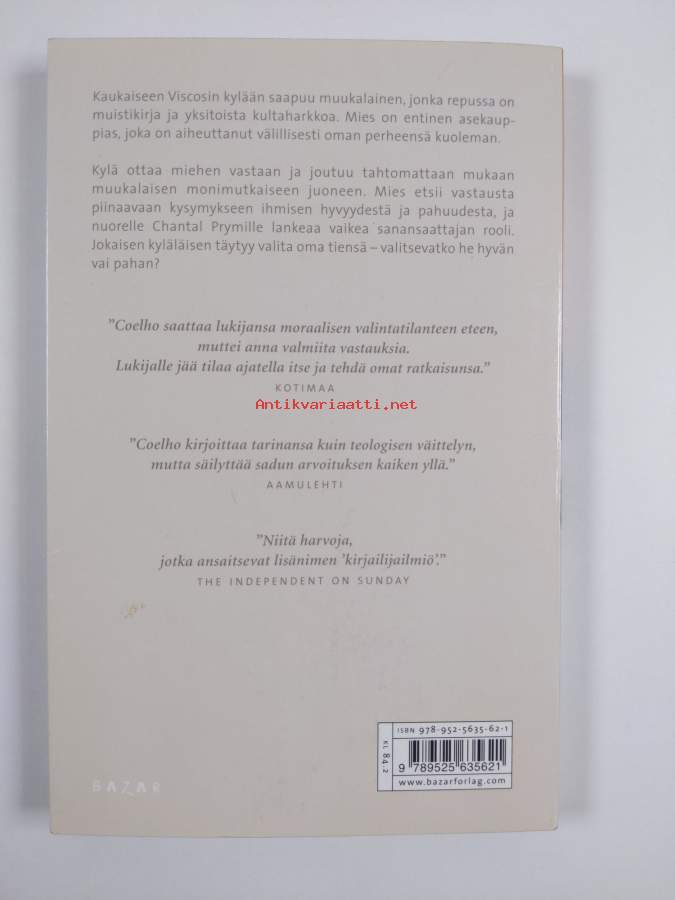 Kaukaiseen Viscosin kylään saapuu muukalainen, jonka repussa on
muistikirja ja yksitoista kultaharkkoa. Mies on entinen asekaup-
pias, joka on aiheuttanut välillisesti oman perheensä kuoleman.
Kylä ottaa miehen vastaan ja joutuu tahtomattaan mukaan
muukalaisen monimutkaiseen juoneen. Mies etsii vastausta
piinaavaan kysymykseen ihmisen hyvyydestä ja pahuudesta, ja
nuorelle Chantal Prymille lankeaa vaikea sanansaattajan rooli.
Jokaisen kyläläisen täytyy valita oma tiensä – valitsevatko he hyvän
vai pahan?
”Coelho saattaa lukijansa moraalisen valintatilanteen eteen,
muttei anna valmiita vastauksia.
Lukijalle jää tilaa ajatella itse ja tehdä omat ratkaisunsa.”
KOTIMAA
Antikvariaatti.net
”Coelho kirjoittaa tarinansa kuin teologisen väittelyn,
mutta säilyttää sadun arvoituksen kaiken yllä.”
AAMULEHTI
”Niitä harvoja,
jotka ansaitsevat lisänimen ’kirjailijailmiö’.”
THE INDEPENDENT ON SUNDAY
ISBN 978-952-5635-62-1
KL 84.2
9 789525 635621
www.bazarforlag.com
BAZAR